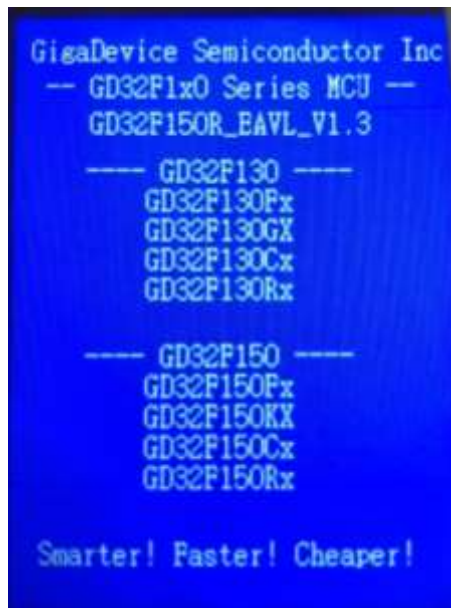 GigaDevice Semiconductor Inc
-- GD32F1x0 Series MCU --
GD32F150R_EAVL_V1.3
---- GD32F130 ----
GD32F130Fx
GD32F130GX
GD32F130Cx
GD32F130Rx
---- GD32F150 ----
GD32F150Fx
GD32F150KX
GD32F150Cx
GD32F150Rx
Smarter! Faster! Cheaper!